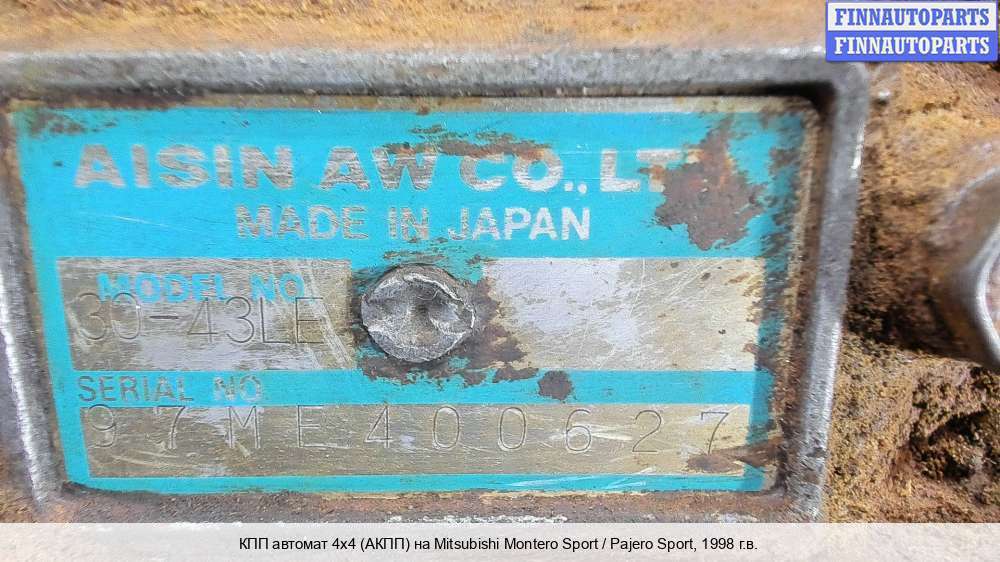 FINNAUTOPARTS
FINNAUTOPARTS
AISIN AW CO., LT
MADE IN JAPAN
MODEL NO
30-43LE
SERIAL NO
97ME400627
КПП автомат 4x4 (АКПП) на Mitsubishi Montero Sport / Pajero Sport, 1998 г.в.